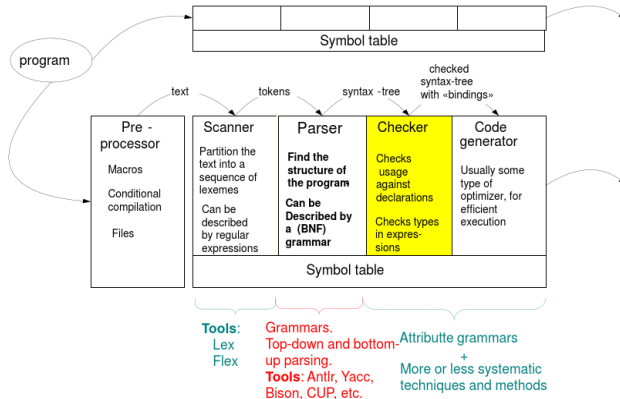 Symbol table
program
text
tokens
syntax -tree
checked
syntax-tree
with «bindings»
Pre -
processor
Macros
Conditional
compilation
Files
Scanner
Partition the
text into a
sequence of
lexemes
Can be
described
by regular
expressions
Parser
Find the
structure of
the program
Can be
Described by
a (BNF)
grammar
Checker
Checks
usage
against
declarations
Checks types
in expres-
sions
Code
generator
Usually some
type of
optimizer, for
efficient
execution
Symbol table
Tools:
Lex
Flex
Grammars.
Top-down and bottom-
up parsing.
Tools: Antlr, Yacc,
Bison, CUP, etc.
Attributte grammars
+
More or less systematic
techniques and methods